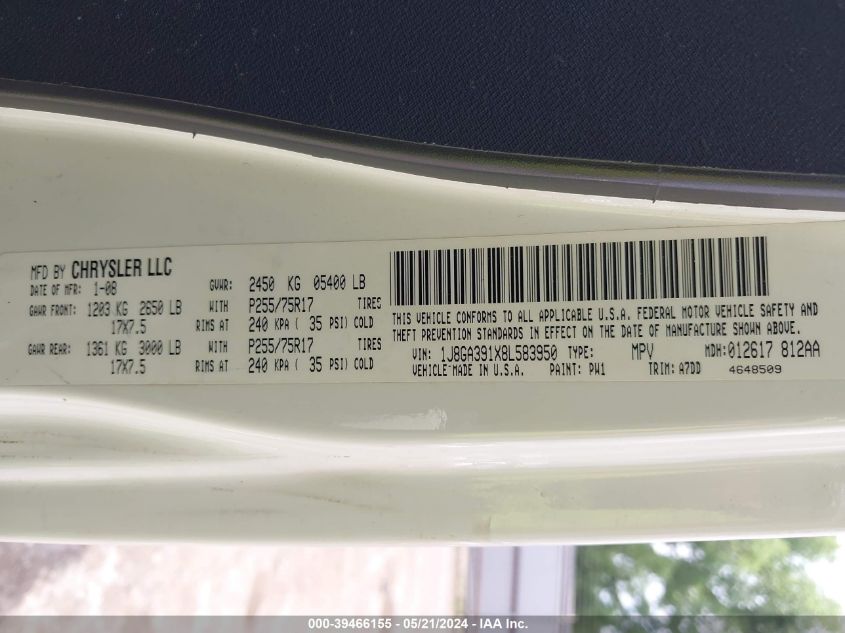 MFD BY CHRYSLER LLC
DATE OF MFR: 1-08
GVWR: 2450 KG 05400 LB
GAWR FRONT: 1203 KG 2650 LB WITH P255/75R17 TIRES
17X7.5 RIMS AT 240 KPA ( 35 PSI) COLD
GAWR REAR: 1361 KG 3000 LB WITH P255/75R17 TIRES
17X7.5 RIMS AT 240 KPA ( 35 PSI) COLD
THIS VEHICLE CONFORMS TO ALL APPLICABLE U.S.A. FEDERAL MOTOR VEHICLE SAFETY AND
THEFT PREVENTION STANDARDS IN EFFECT ON THE DATE OF MANUFACTURE SHOWN ABOVE.
VIN: 1J8GA391X8L583950 TYPE: MPV MDH: 012617 812AA
VEHICLE MADE IN U.S.A. PAINT: PW1 TRIM: A7DD 4648509
000-39466155 - 05/21/2024 - IAA Inc.